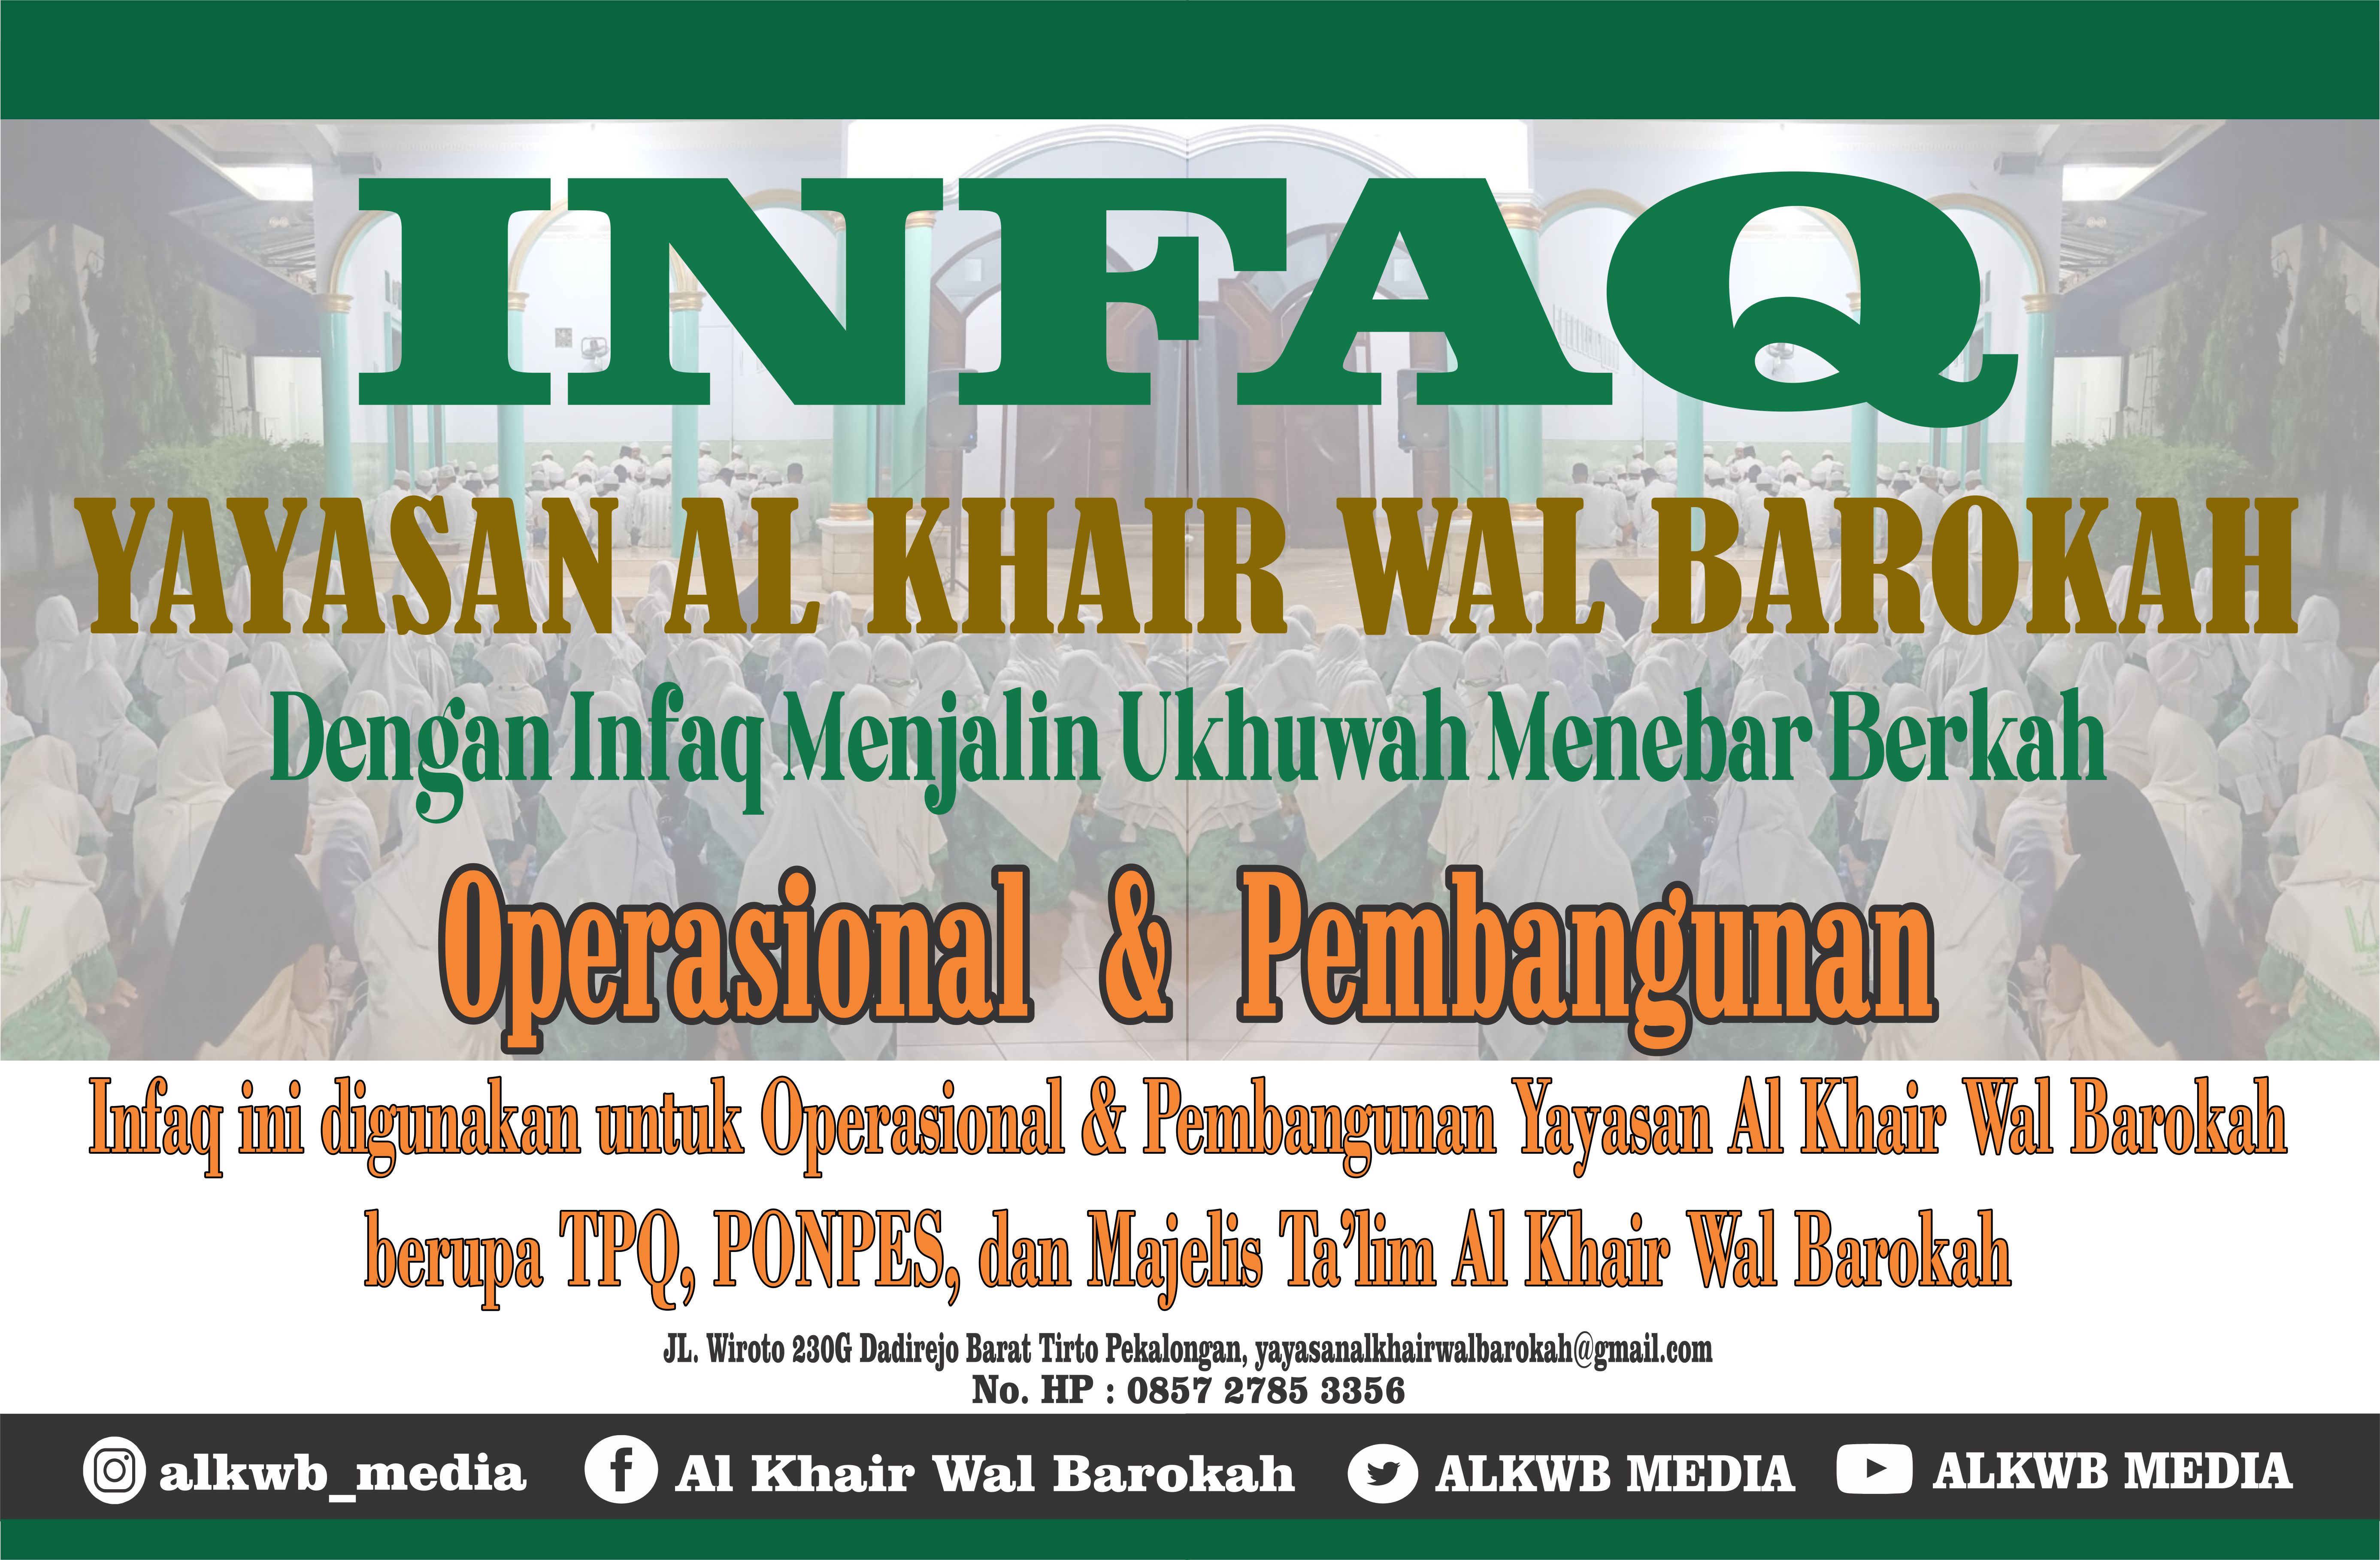 INFAQ
YAYASAN AL KHAIR WAL BAROKAH
Dengan Infaq Menjalin Ukhuwah Menebar Berkah
Operasional & Pembangunan
Infaq ini digunakan untuk Operasional & Pembangunan Yayasan Al Khair Wal Barokah
berupa TPQ, PONPES, dan Majelis Ta'lim Al Khair Wal Barokah
JL. Wiroto 230G Dadirejo Barat Tirto Pekalongan, yayasanalkhairwalbarokah@gmail.com
No. HP : 0857 2785 3356
alkwb_media Al Khair Wal Barokah ALKWB MEDIA ALKWB MEDIA